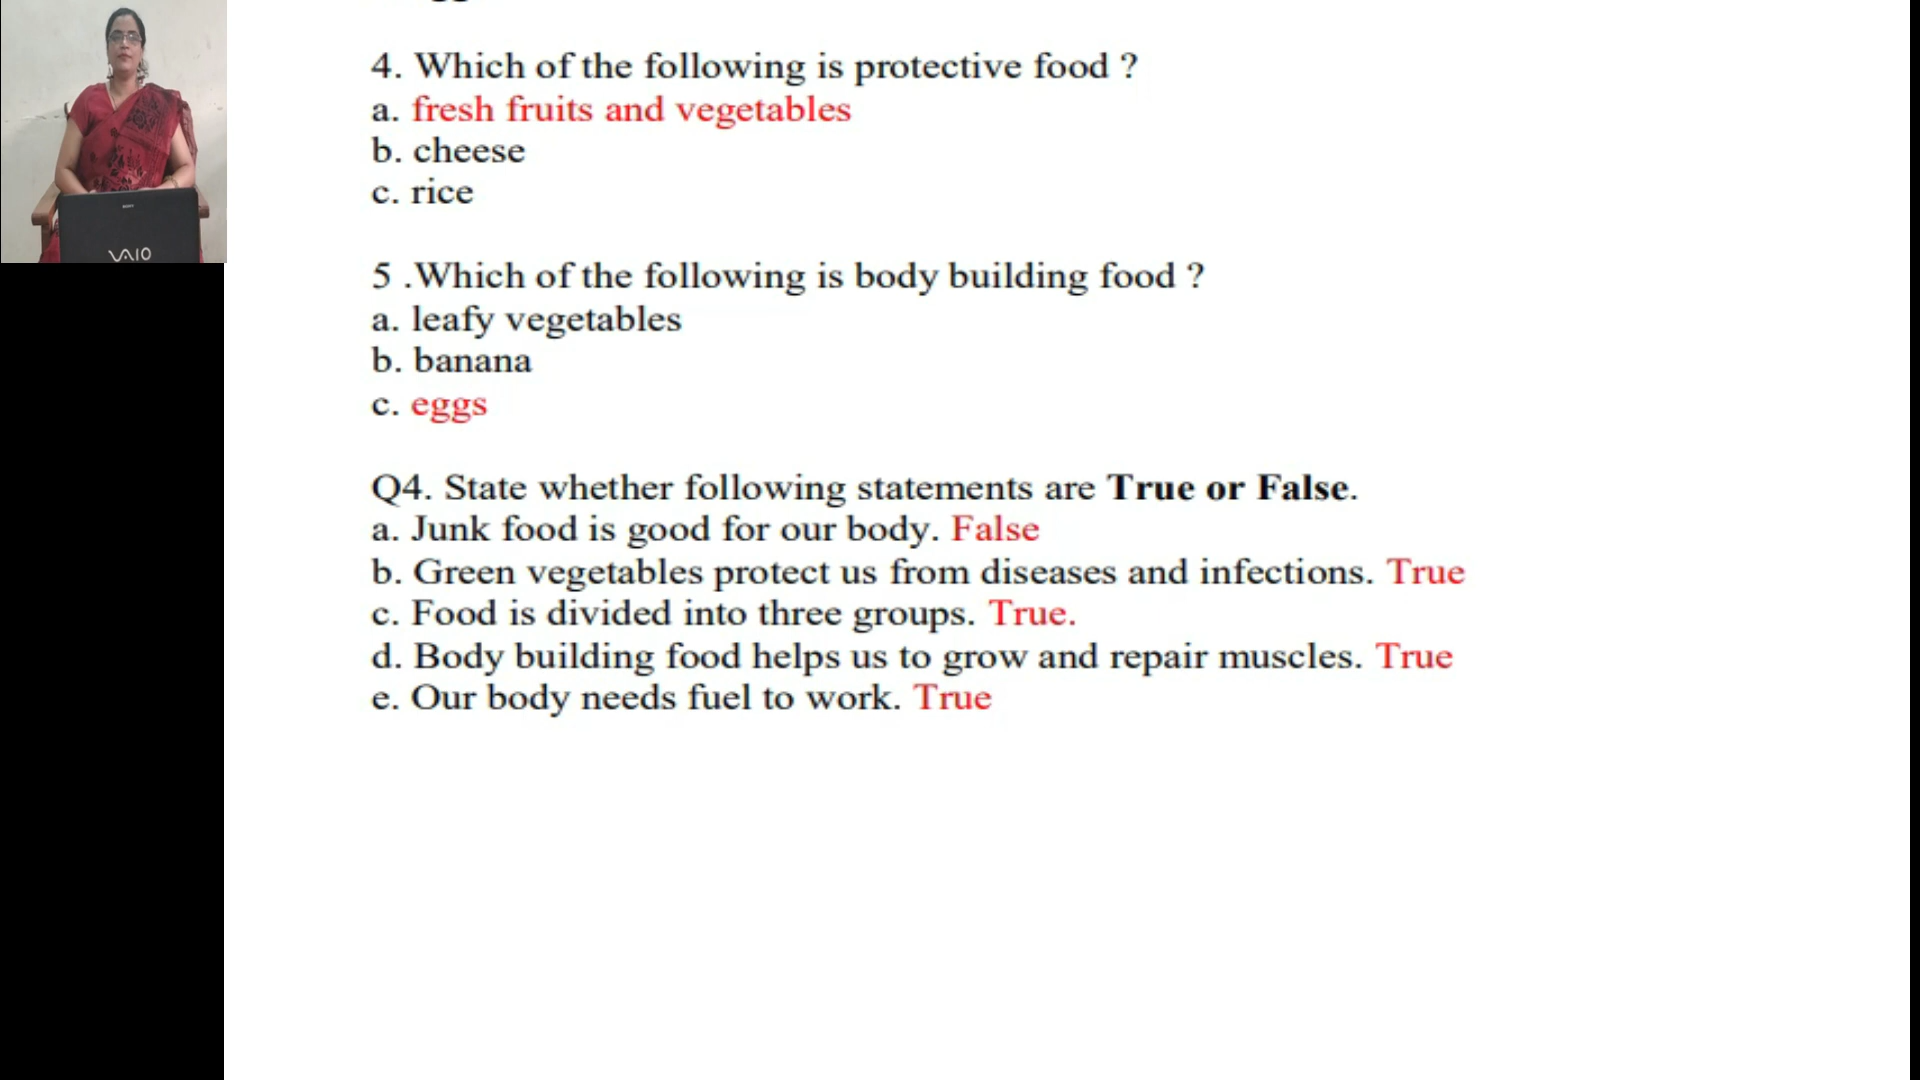 4. Which of the following is protective food ?
a. fresh fruits and vegetables
b. cheese
c. rice
5 .Which of the following is body building food ?
a. leafy vegetables
b. banana
c. eggs
Q4. State whether following statements are True or False.
a. Junk food is good for our body. False
b. Green vegetables protect us from diseases and infections. True
c. Food is divided into three groups. True.
d. Body building food helps us to grow and repair muscles. True
e. Our body needs fuel to work. True
SONY
VAIO